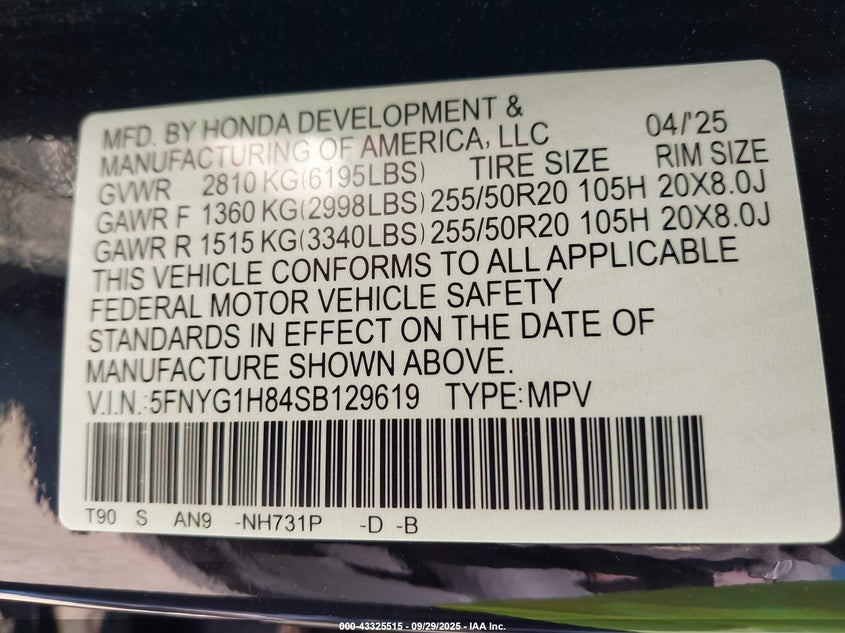 MFD. BY HONDA DEVELOPMENT &
MANUFACTURING OF AMERICA, LLC 04/'25
GVWR 2810 KG(6195LBS) TIRE SIZE RIM SIZE
GAWR F 1360 KG(2998LBS) 255/50R20 105H 20X8.0J
GAWR R 1515 KG(3340LBS) 255/50R20 105H 20X8.0J
THIS VEHICLE CONFORMS TO ALL APPLICABLE
FEDERAL MOTOR VEHICLE SAFETY
STANDARDS IN EFFECT ON THE DATE OF
MANUFACTURE SHOWN ABOVE.
V.I.N.: 5FNYG1H84SB129619 TYPE: MPV
T90 S AN9 -NH731P -D -B
000-43325515 - 09/29/2025 - IAA Inc.